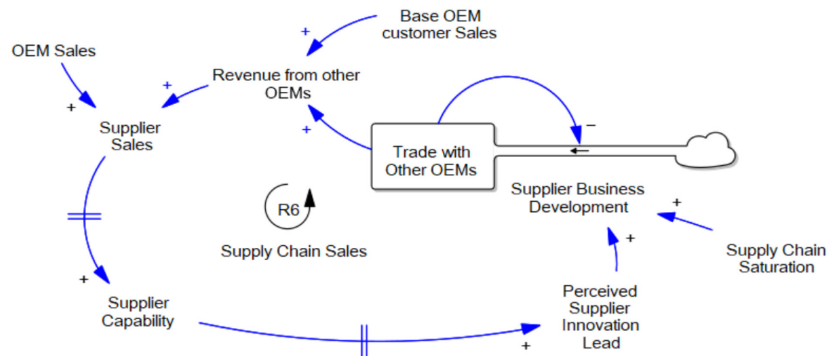 Base OEM
customer Sales
+
OEM Sales
Revenue from other
OEMs
+
+
+
Supplier
Sales
Trade with
Other OEMs
−
Supplier Business
Development
R6
Supply Chain Sales
+
+
Supply Chain
Saturation
+
Supplier
Capability
Perceived
Supplier
Innovation
Lead
+